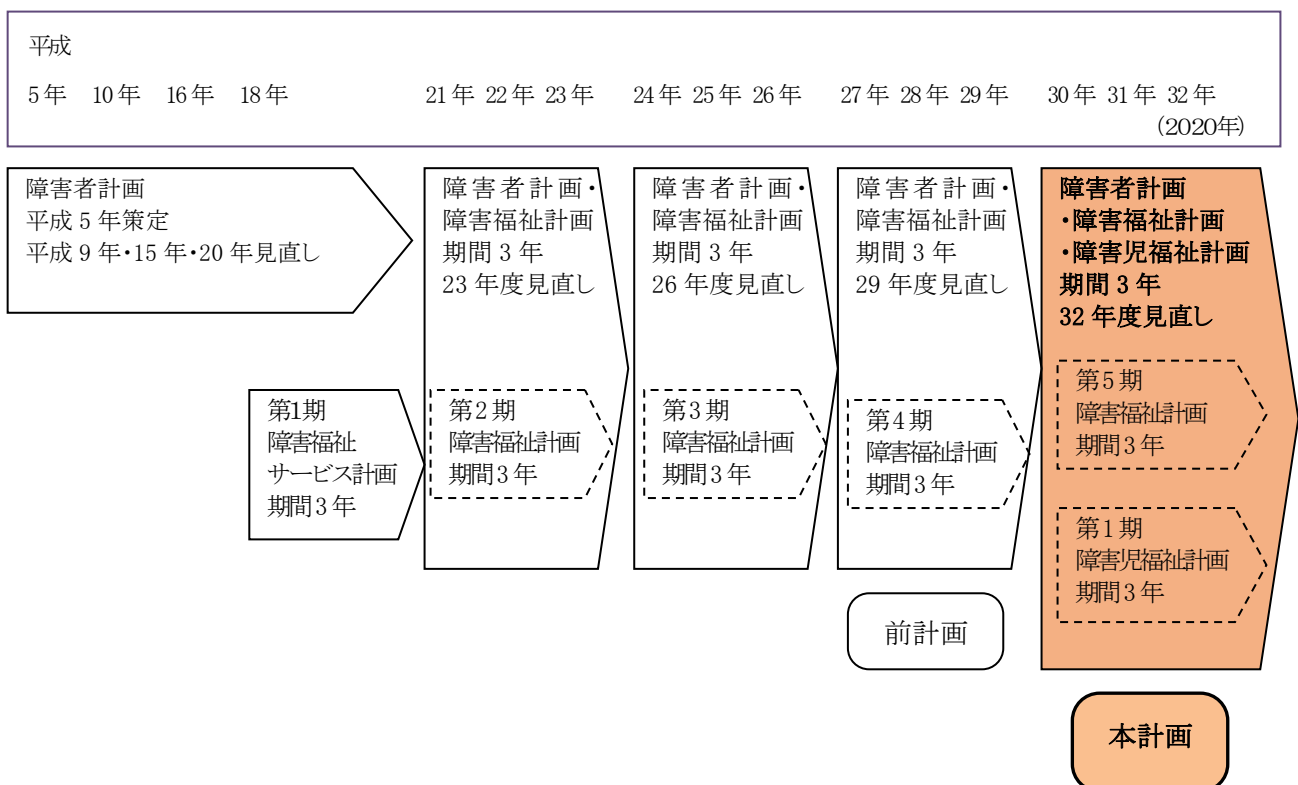 平成
5年 10年 16年 18年 21年 22年 23年 24年 25年 26年 27年 28年 29年 30年 31年 32年
(2020年)
障害者計画
平成5年策定
平成9年・15年・20年見直し
障害者計画・
障害福祉計画
期間3年
23年度見直し
障害者計画・
障害福祉計画
期間3年
26年度見直し
障害者計画・
障害福祉計画
期間3年
29年度見直し
障害者計画
・障害福祉計画
・障害児福祉計画
期間3年
32年度見直し
第1期
障害福祉
サービス計画
期間3年
第2期
障害福祉計画
期間3年
第3期
障害福祉計画
期間3年
第4期
障害福祉計画
期間3年
第5期
障害福祉計画
期間3年
第1期
障害児福祉計画
期間3年
前計画
本計画